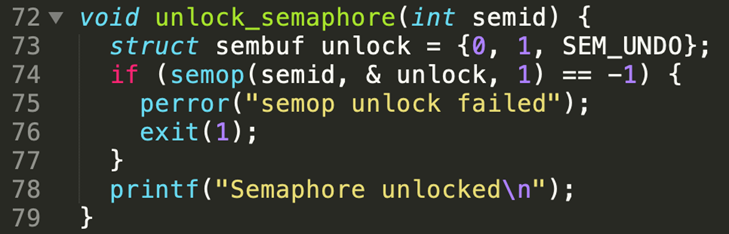 72 ▼ void unlock_semaphore(int semid) {
73     struct sembuf unlock = {0, 1, SEM_UNDO};
74     if (semop(semid, & unlock, 1) == -1) {
75       perror("semop unlock failed");
76       exit(1);
77     }
78     printf("Semaphore unlocked\n");
79   }